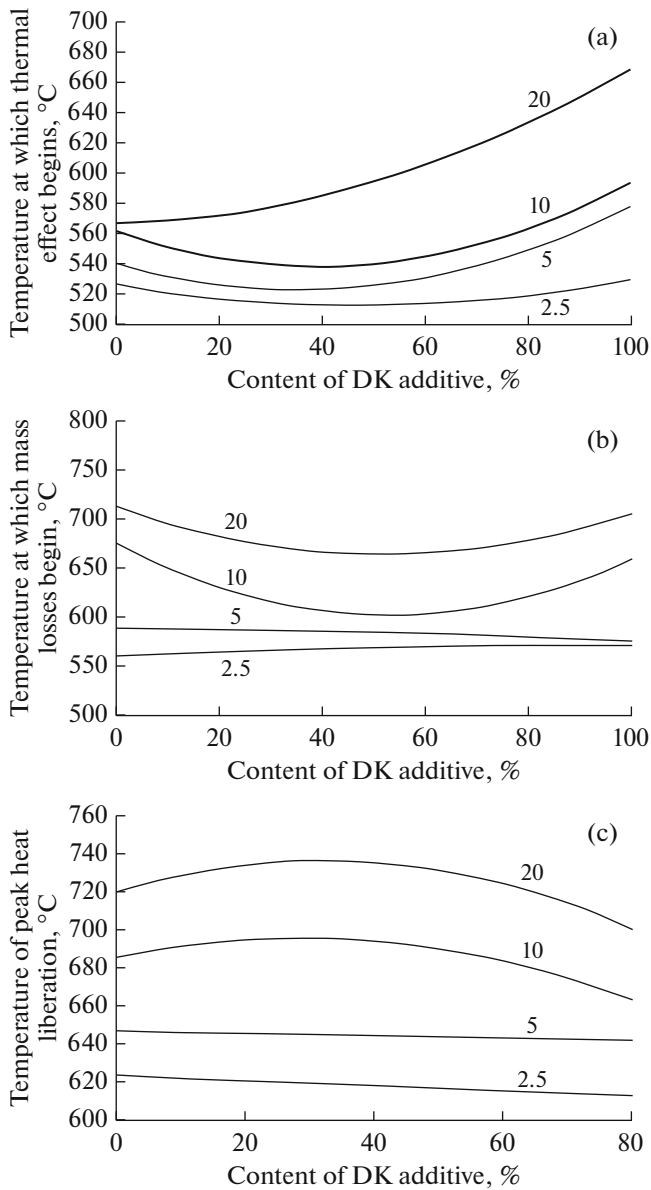 700
680
660
640
620
600
580
560
540
520
500
Temperature at which thermal
effect begins, °C
(a)
20
10
5
2.5
0 20 40 60 80 100
Content of DK additive, %
800
750
700
650
600
550
500
Temperature at which mass
losses begin, °C
(b)
20
10
5
2.5
0 20 40 60 80 100
Content of DK additive, %
760
740
720
700
680
660
640
620
600
Temperature of peak heat
liberation, °C
(c)
20
10
5
2.5
0 20 40 60 80
Content of DK additive, %